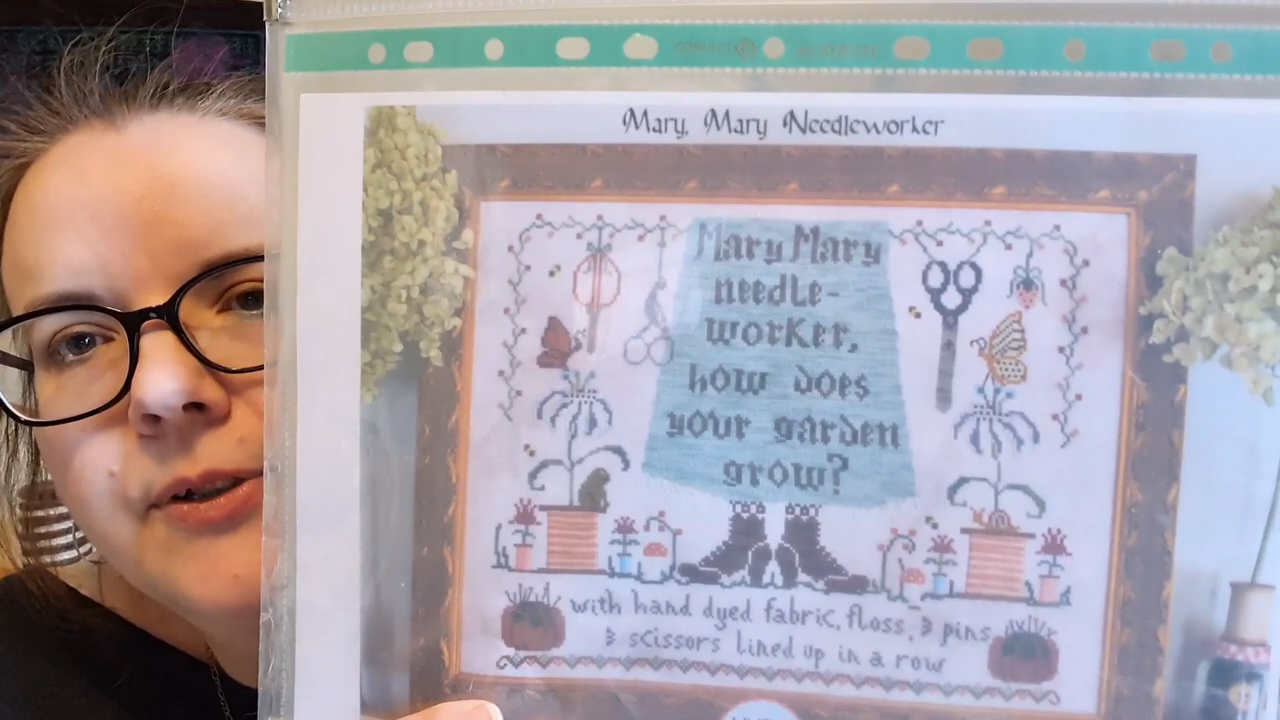 Mary, Mary Needleworker
Mary Mary
needle-
worker,
how does
your garden
grow?
with hand dyed fabric, floss, & pins
& scissors lined up in a row